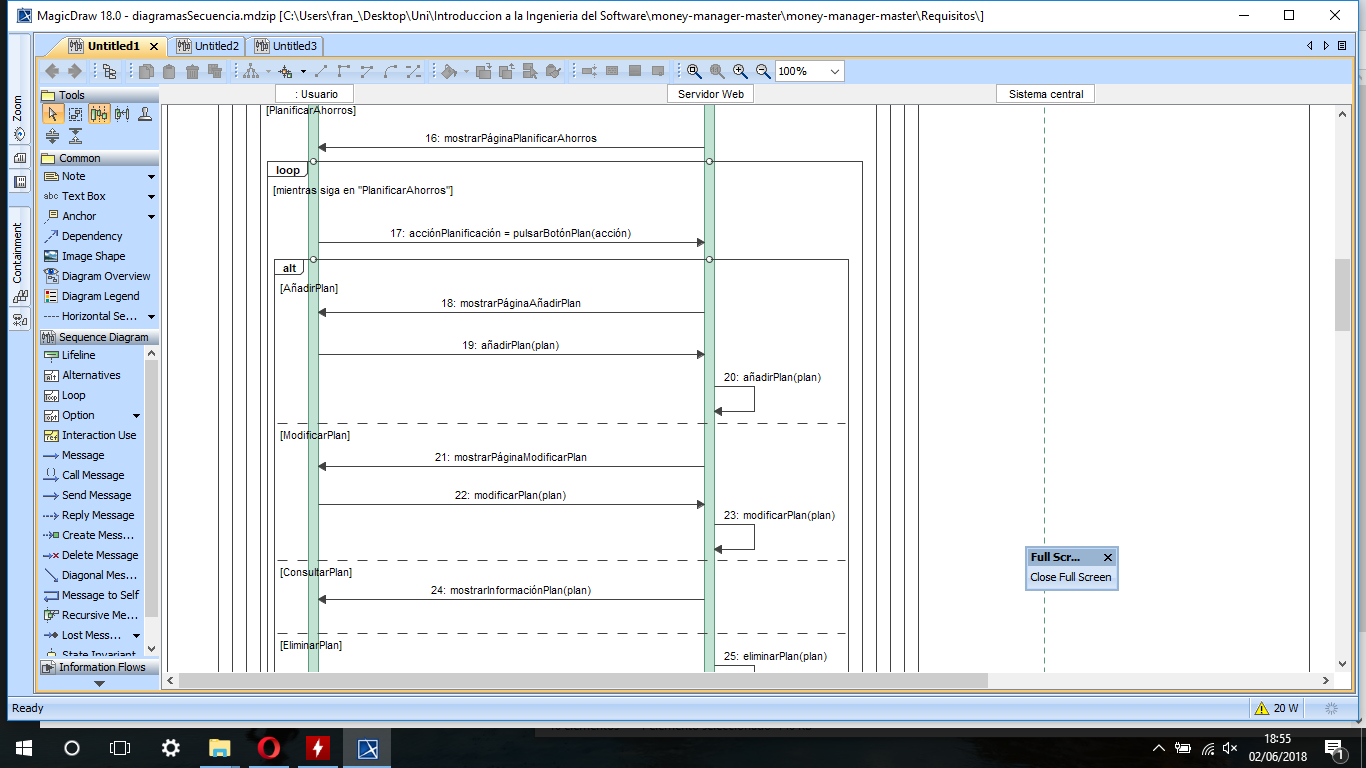 MagicDraw 18.0 - diagramasSecuencia.mdzip [C:\Users\fran_\Desktop\Uni\Introduccion a la Ingenieria del Software\money-manager-master\money-manager-master\Requisitos\]
Untitled1
Untitled2
Untitled3
100%
Zoom
Containment
Tools
Common
Note
abc Text Box
Anchor
Dependency
Image Shape
Diagram Overview
Diagram Legend
Horizontal Se...
Sequence Diagram
Lifeline
Alternatives
Loop
Option
Interaction Use
Message
Call Message
Send Message
Reply Message
Create Mess...
Delete Message
Diagonal Mes...
Message to Self
Recursive Me...
Lost Mess...
State Invariant
Information Flows
: Usuario
Servidor Web
Sistema central
[PlanificarAhorros]
16: mostrarPáginaPlanificarAhorros
loop
[mientras siga en "PlanificarAhorros"]
17: acciónPlanificación = pulsarBotónPlan(acción)
alt
[AñadirPlan]
18: mostrarPáginaAñadirPlan
19: añadirPlan(plan)
20: añadirPlan(plan)
[ModificarPlan]
21: mostrarPáginaModificarPlan
22: modificarPlan(plan)
23: modificarPlan(plan)
[ConsultarPlan]
24: mostrarInformaciónPlan(plan)
[EliminarPlan]
25: eliminarPlan(plan)
Full Scr...
Close Full Screen
Ready
20 W
18:55
02/06/2018
1